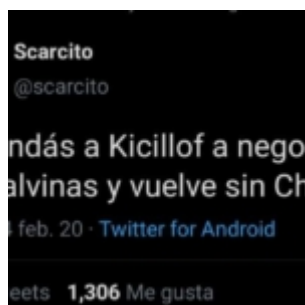 Scarcito
@scarcito
ndás a Kicillof a nego
alvinas y vuelve sin Ch
feb. 20 · Twitter for Android
eets 1,306 Me gusta